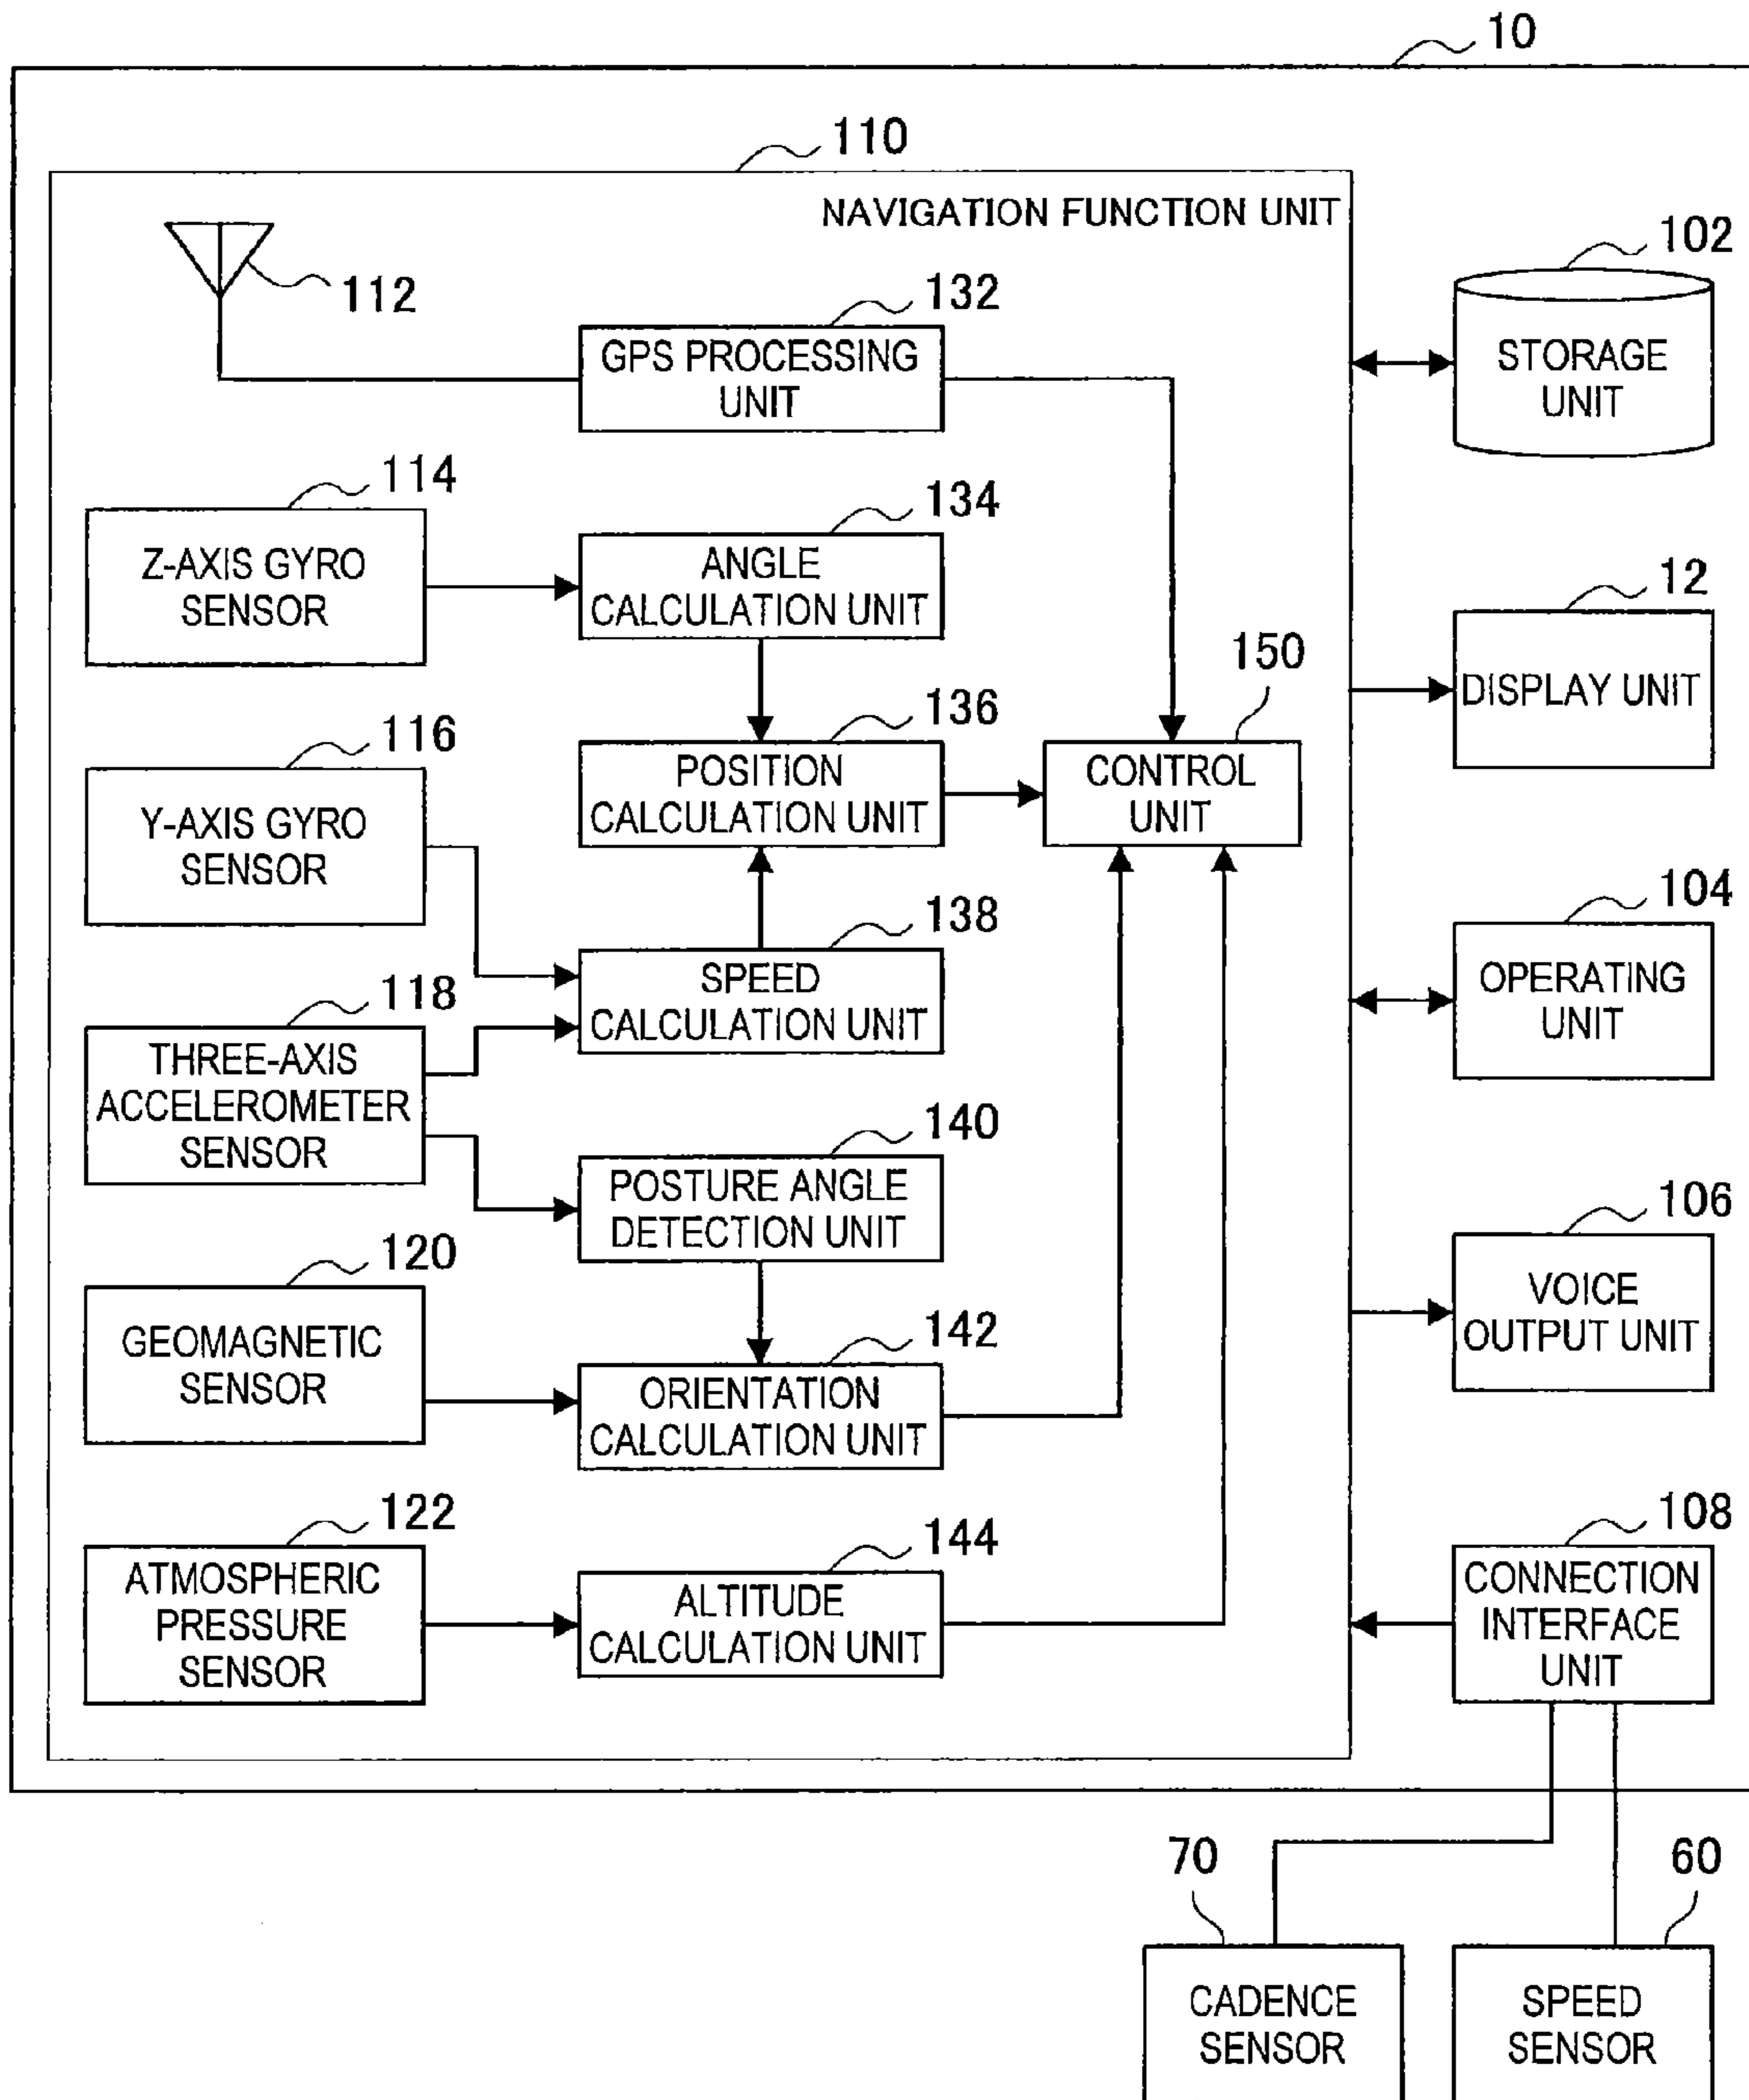 10
110
NAVIGATION FUNCTION UNIT
112
132
GPS PROCESSING
UNIT
102
STORAGE
UNIT
114
Z-AXIS GYRO
SENSOR
134
ANGLE
CALCULATION UNIT
12
DISPLAY UNIT
150
CONTROL
UNIT
116
Y-AXIS GYRO
SENSOR
136
POSITION
CALCULATION UNIT
104
OPERATING
UNIT
138
SPEED
CALCULATION UNIT
118
THREE-AXIS
ACCELEROMETER
SENSOR
140
POSTURE ANGLE
DETECTION UNIT
106
VOICE
OUTPUT UNIT
120
GEOMAGNETIC
SENSOR
142
ORIENTATION
CALCULATION UNIT
122
ATMOSPHERIC
PRESSURE
SENSOR
144
ALTITUDE
CALCULATION UNIT
108
CONNECTION
INTERFACE
UNIT
70
CADENCE
SENSOR
60
SPEED
SENSOR